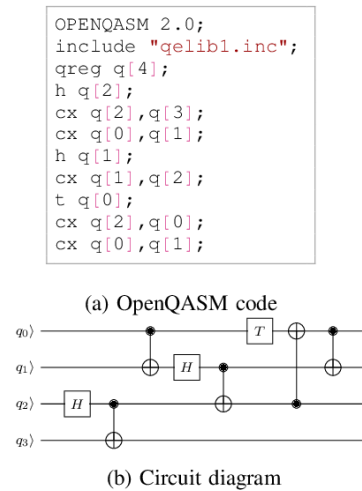 OPENQASM 2.0;
include "qelib1.inc";
qreg q[4];
h q[2];
cx q[2],q[3];
cx q[0],q[1];
h q[1];
cx q[1],q[2];
t q[0];
cx q[2],q[0];
cx q[0],q[1];
(a) OpenQASM code
q₀⟩ T
q₁⟩ H
q₂⟩ H
q₃⟩
(b) Circuit diagram